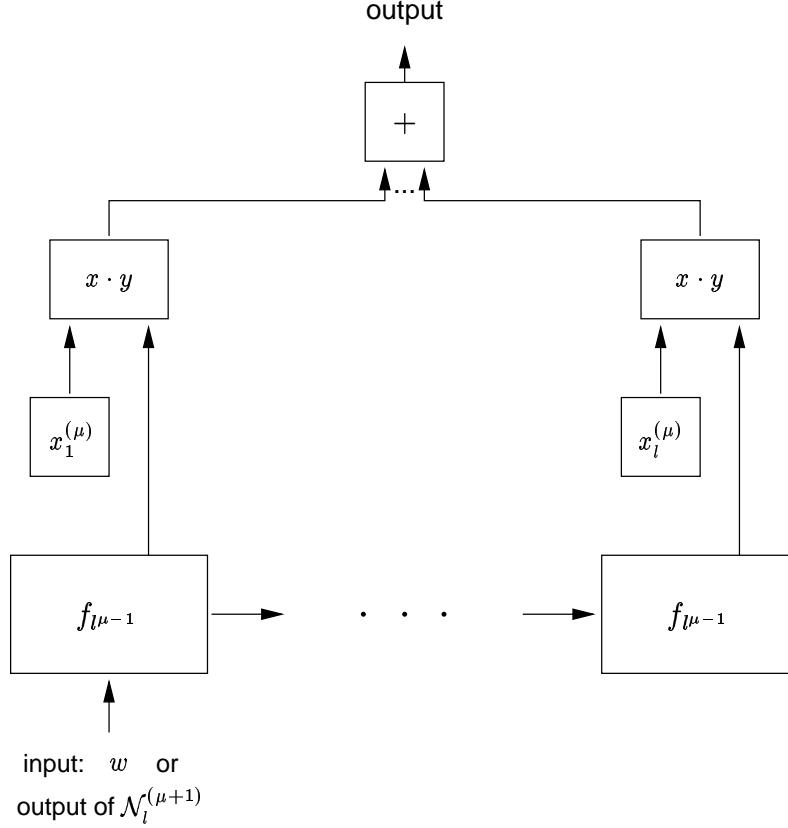 output
+
...
x · y
x · y
x_1^{(μ)}
x_l^{(μ)}
f_{l^{μ-1}}
· · ·
f_{l^{μ-1}}
input: w or
output of 𝒩_l^{(μ+1)}